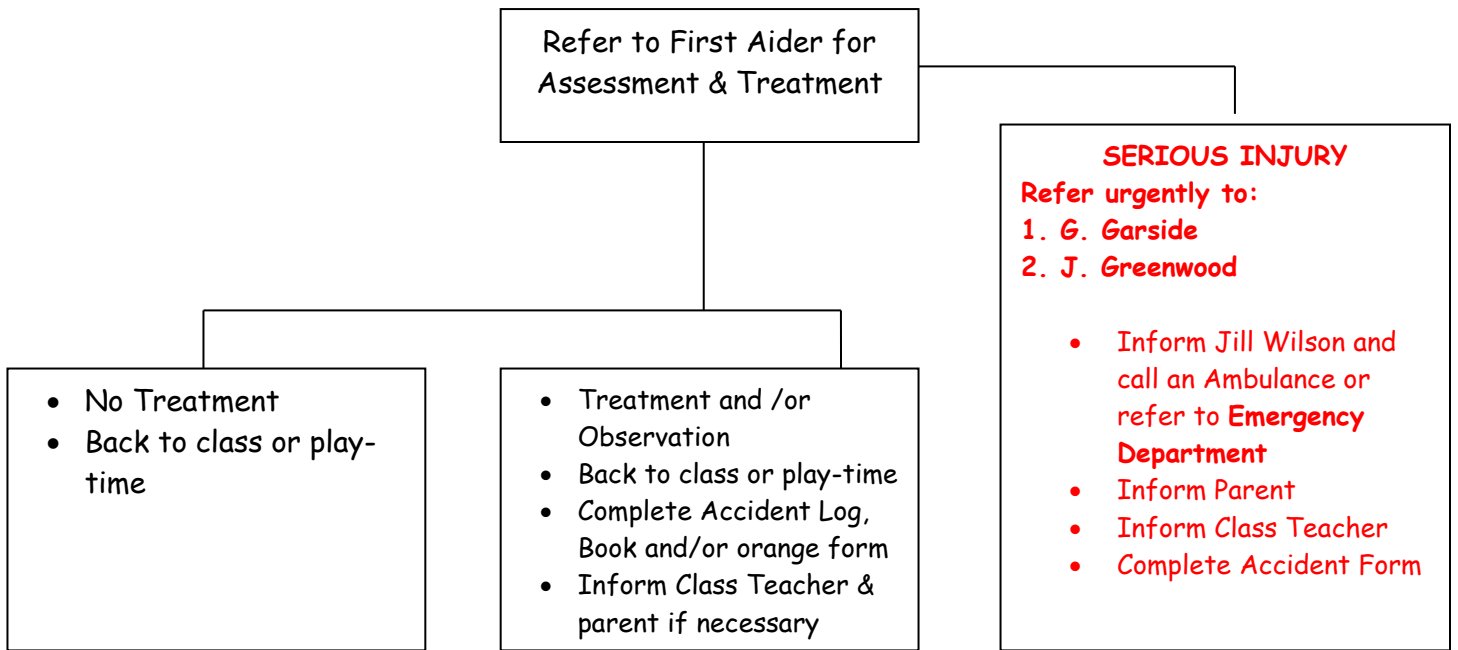 Refer to First Aider for
Assessment & Treatment
SERIOUS INJURY
Refer urgently to:
1. G. Garside
2. J. Greenwood
• Inform Jill Wilson and
call an Ambulance or
refer to Emergency
Department
• Inform Parent
• Inform Class Teacher
• Complete Accident Form
• No Treatment
• Back to class or play-
time
• Treatment and /or
Observation
• Back to class or play-time
• Complete Accident Log,
Book and/or orange form
• Inform Class Teacher &
parent if necessary